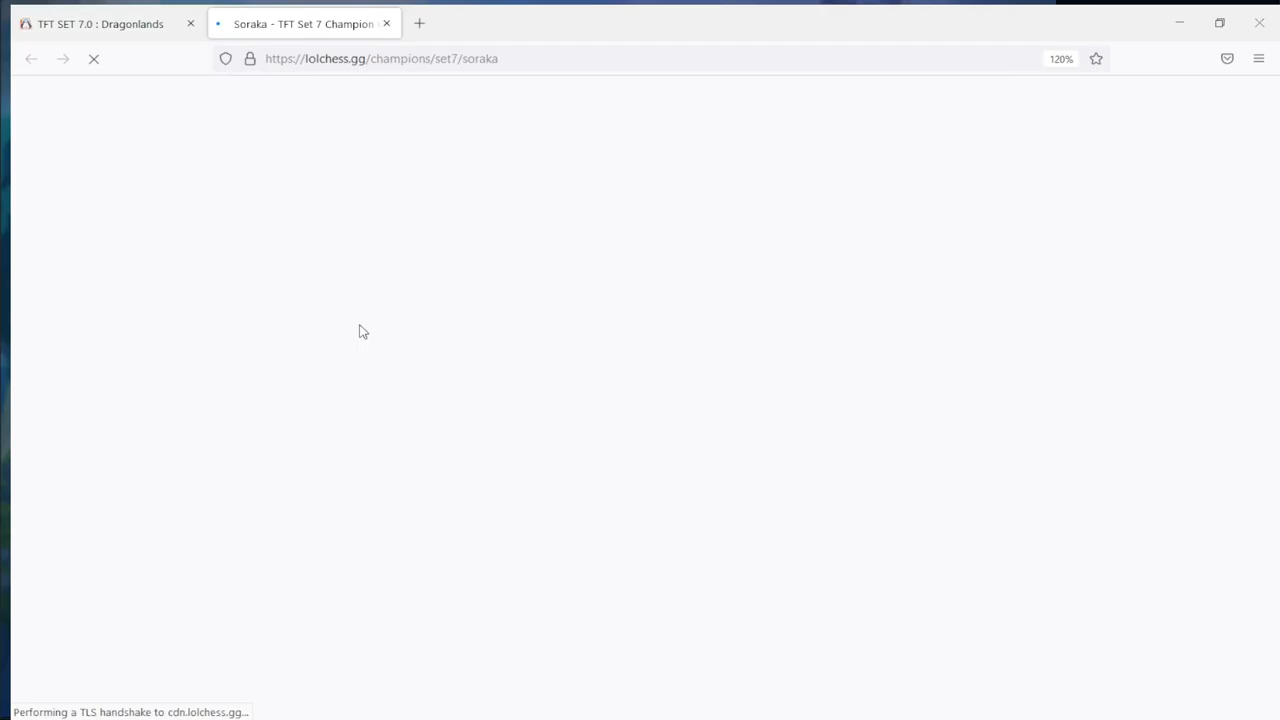 TFT SET 7.0 : Dragonlands
Soraka - TFT Set 7 Champion
https://lolchess.gg/champions/set7/soraka
120%
Performing a TLS handshake to cdn.lolchess.gg...